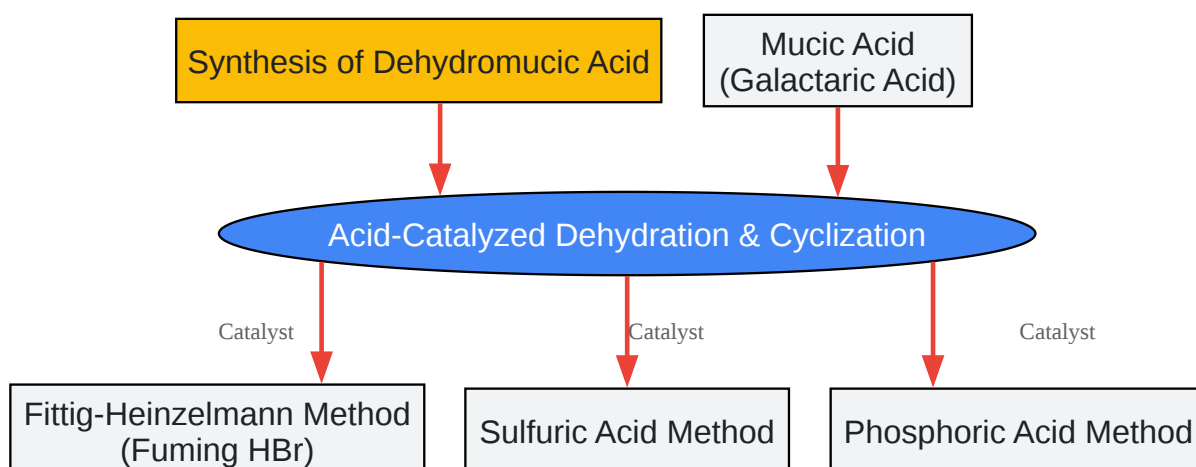 Synthesis of Dehydromucic Acid
Mucic Acid
(Galactaric Acid)
Acid-Catalyzed Dehydration & Cyclization
Catalyst
Catalyst
Catalyst
Fittig-Heinzelmann Method
(Fuming HBr)
Sulfuric Acid Method
Phosphoric Acid Method